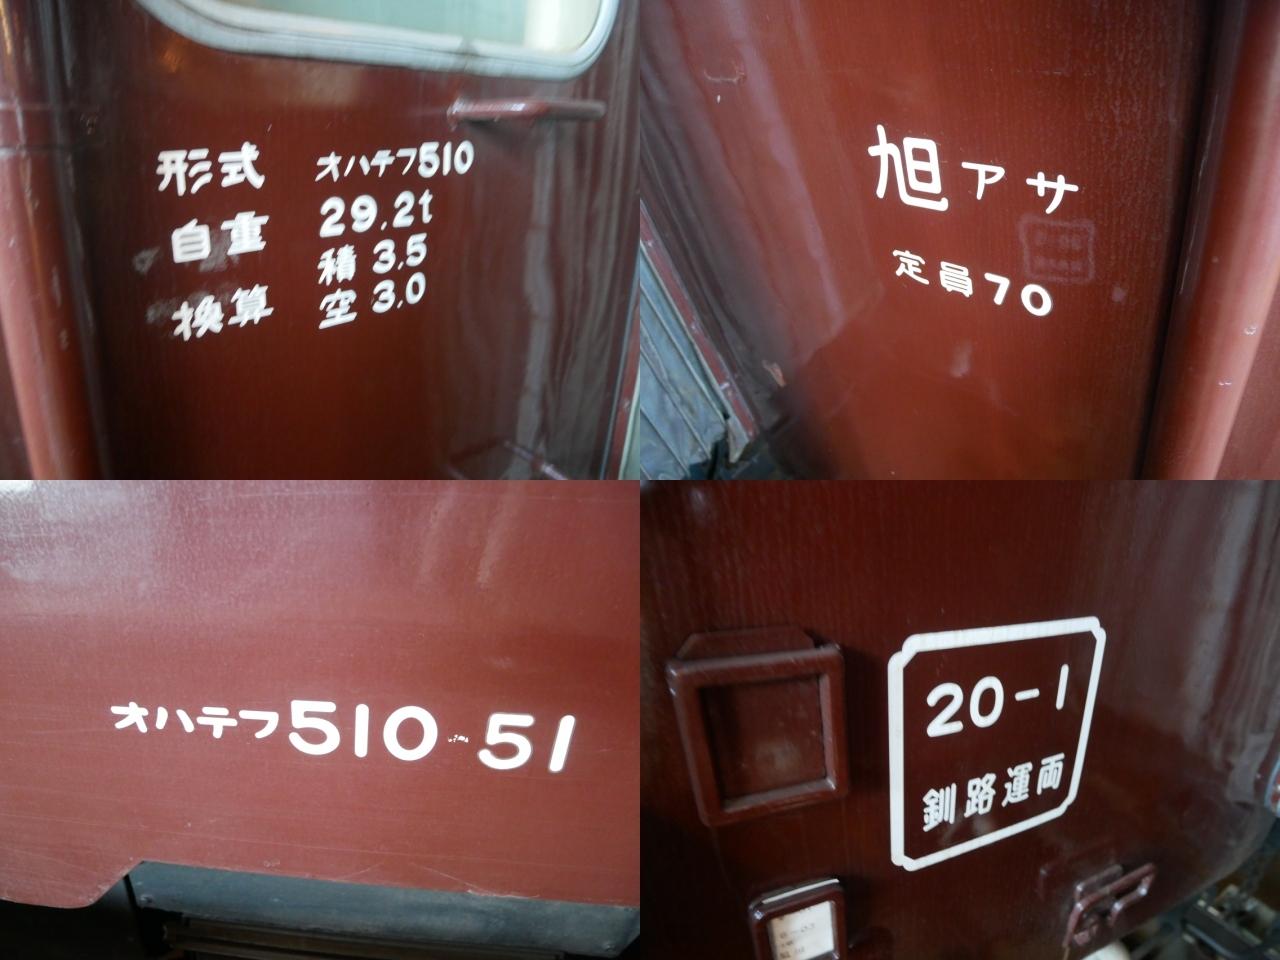 形式 オハテフ510
自重 29.2t
換算 積 3.5
空 3.0
旭アサ
定員70
オハテフ510-51
20-1
釧路運両